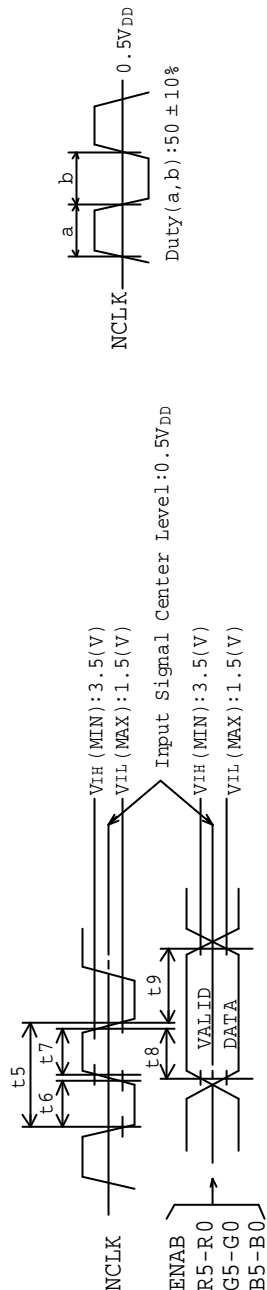 t5
t6
t7
NCLK
VIH (MIN):3.5(V)
VIL (MAX):1.5(V)
Input Signal Center Level:0.5VDD
t8
t9
ENAB
R5-R0
G5-G0
B5-B0
VALID
DATA
VIH (MIN):3.5(V)
VIL (MAX):1.5(V)
a
b
NCLK
0.5VDD
Duty(a,b):50±10%